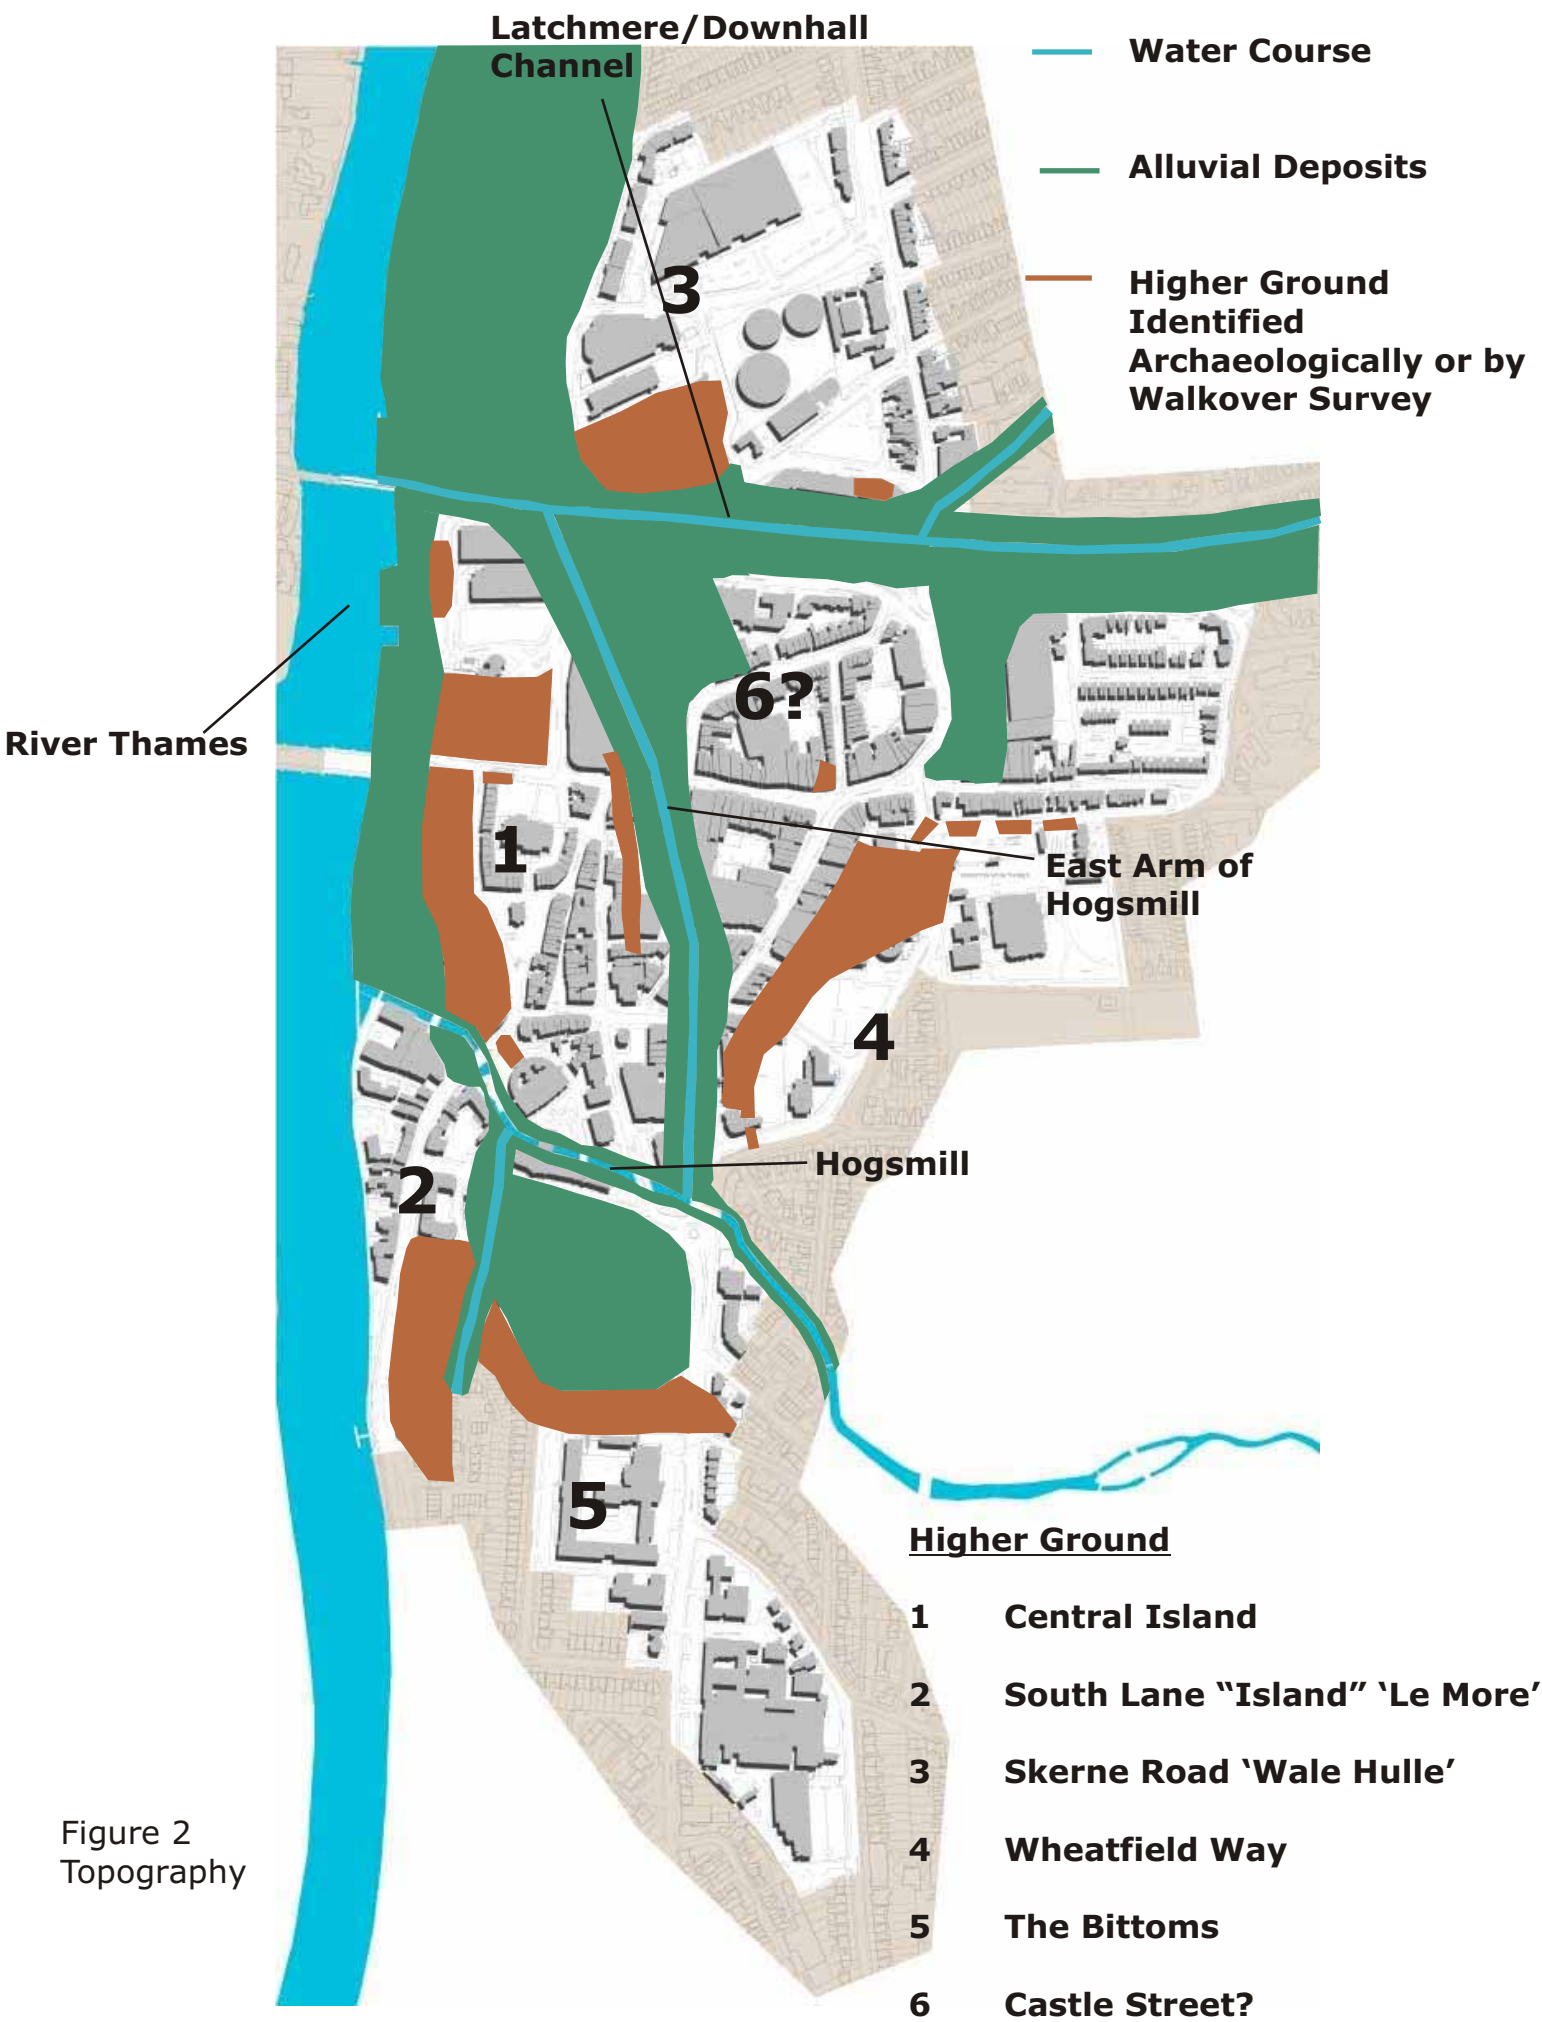 Latchmere/Downhall
Channel
Water Course
Alluvial Deposits
Higher Ground
Identified
Archaeologically or by
Walkover Survey
3
6?
River Thames
1
East Arm of
Hogsmill
4
Hogsmill
2
5
Higher Ground
1 Central Island
2 South Lane “Island” ‘Le More’
3 Skerne Road ‘Wale Hulle’
4 Wheatfield Way
5 The Bittoms
6 Castle Street?
Figure 2
Topography